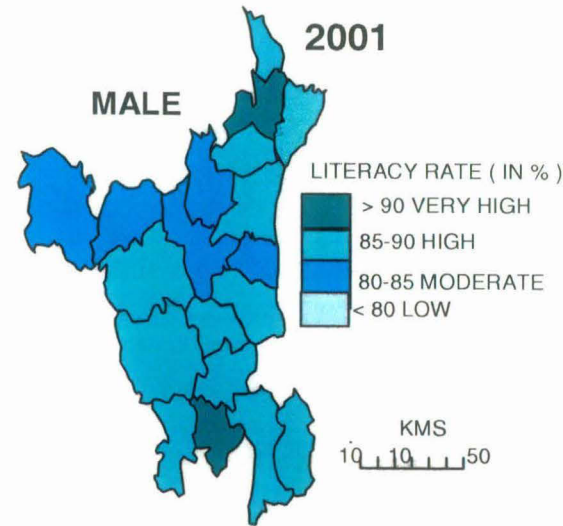 2001
MALE
LITERACY RATE ( IN % )
> 90 VERY HIGH
85-90 HIGH
80-85 MODERATE
< 80 LOW
KMS
10 10 50